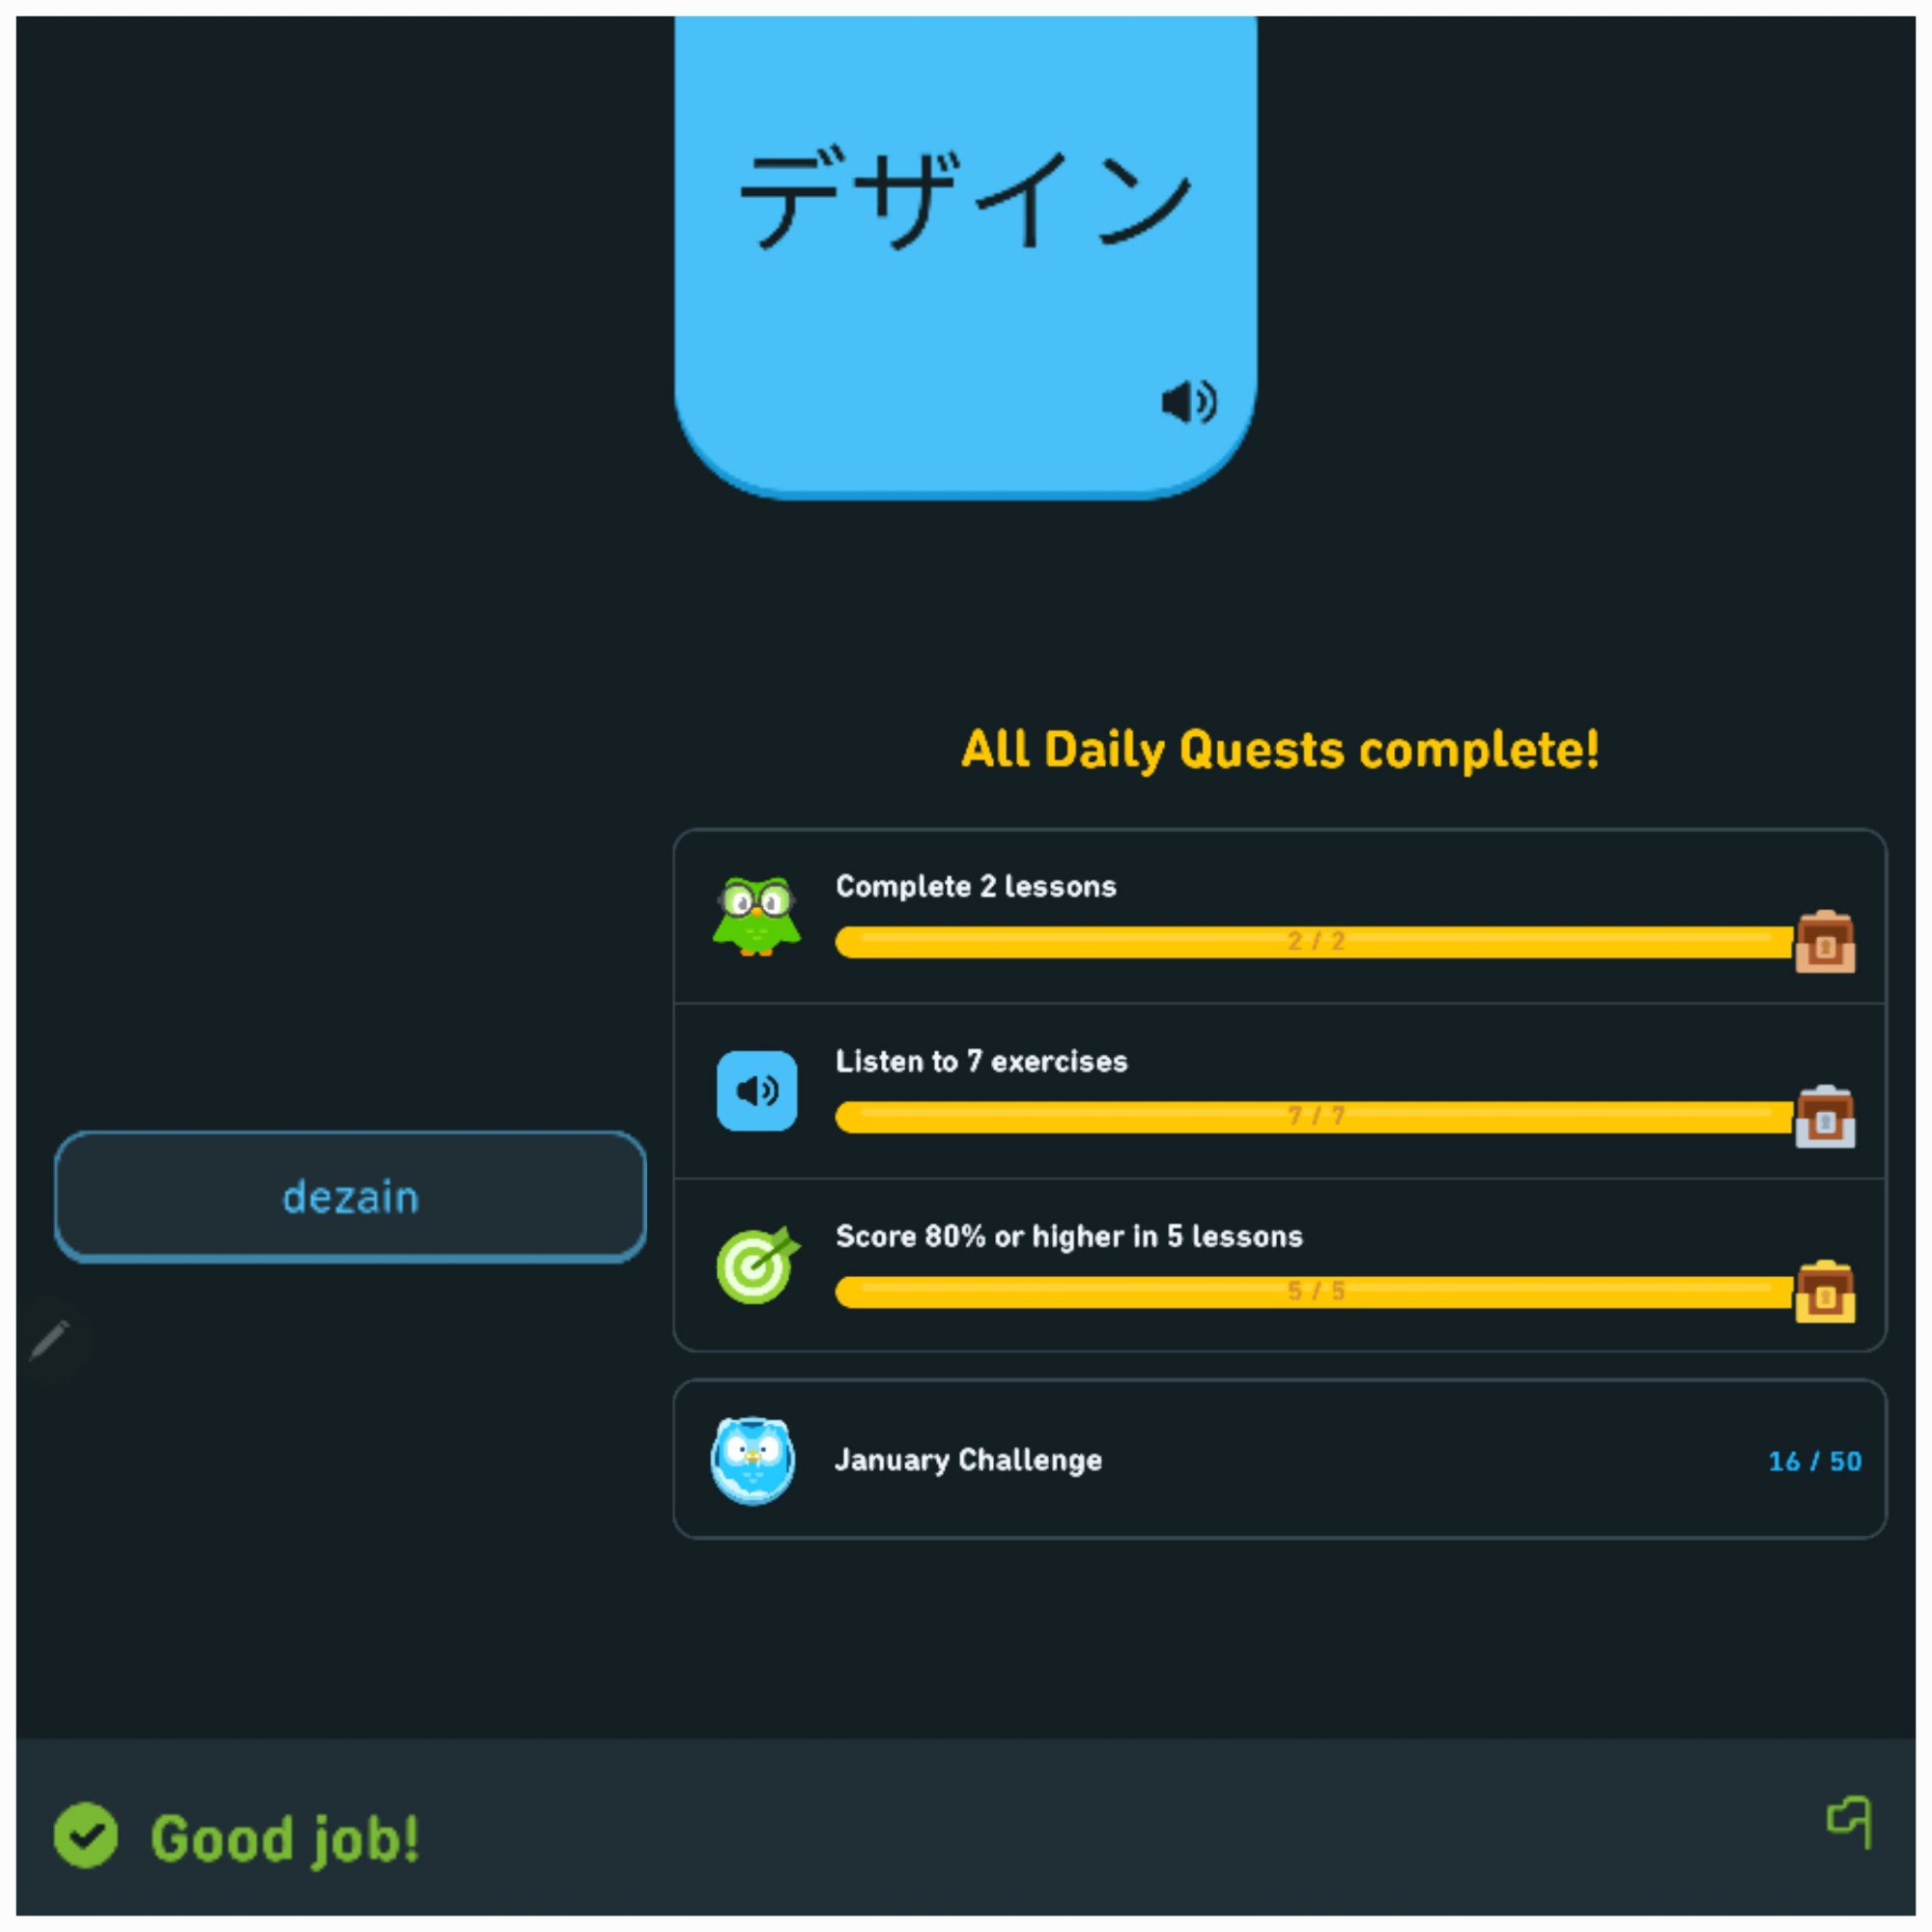 デザイン
All Daily Quests complete!
Complete 2 lessons
2 / 2
Listen to 7 exercises
7 / 7
dezain
Score 80% or higher in 5 lessons
5 / 5
January Challenge
16 / 50
Good job!